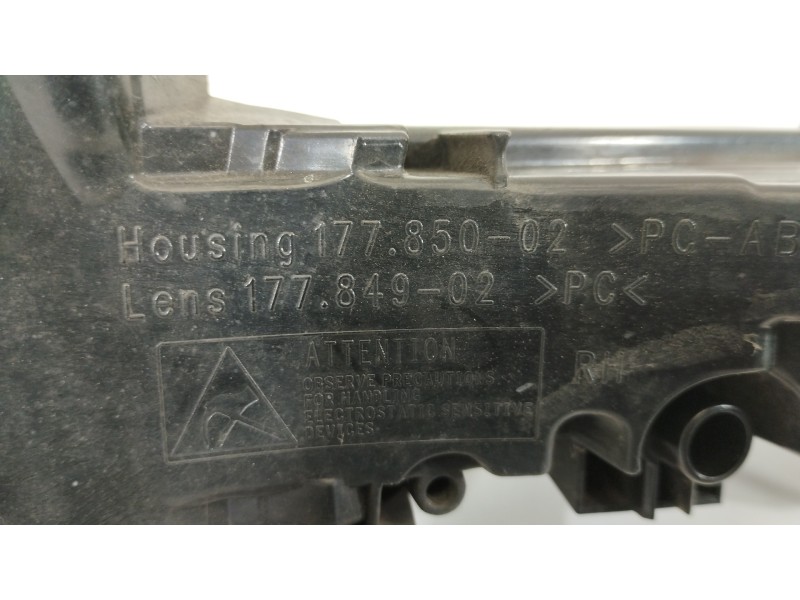 Housing 177.850-02 >PC-AB
Lens 177.849-02 >PC<
ATTENTION
OBSERVE PRECAUTIONS
FOR HANDLING
ELECTROSTATIC SENSITIVE
DEVICES
RH